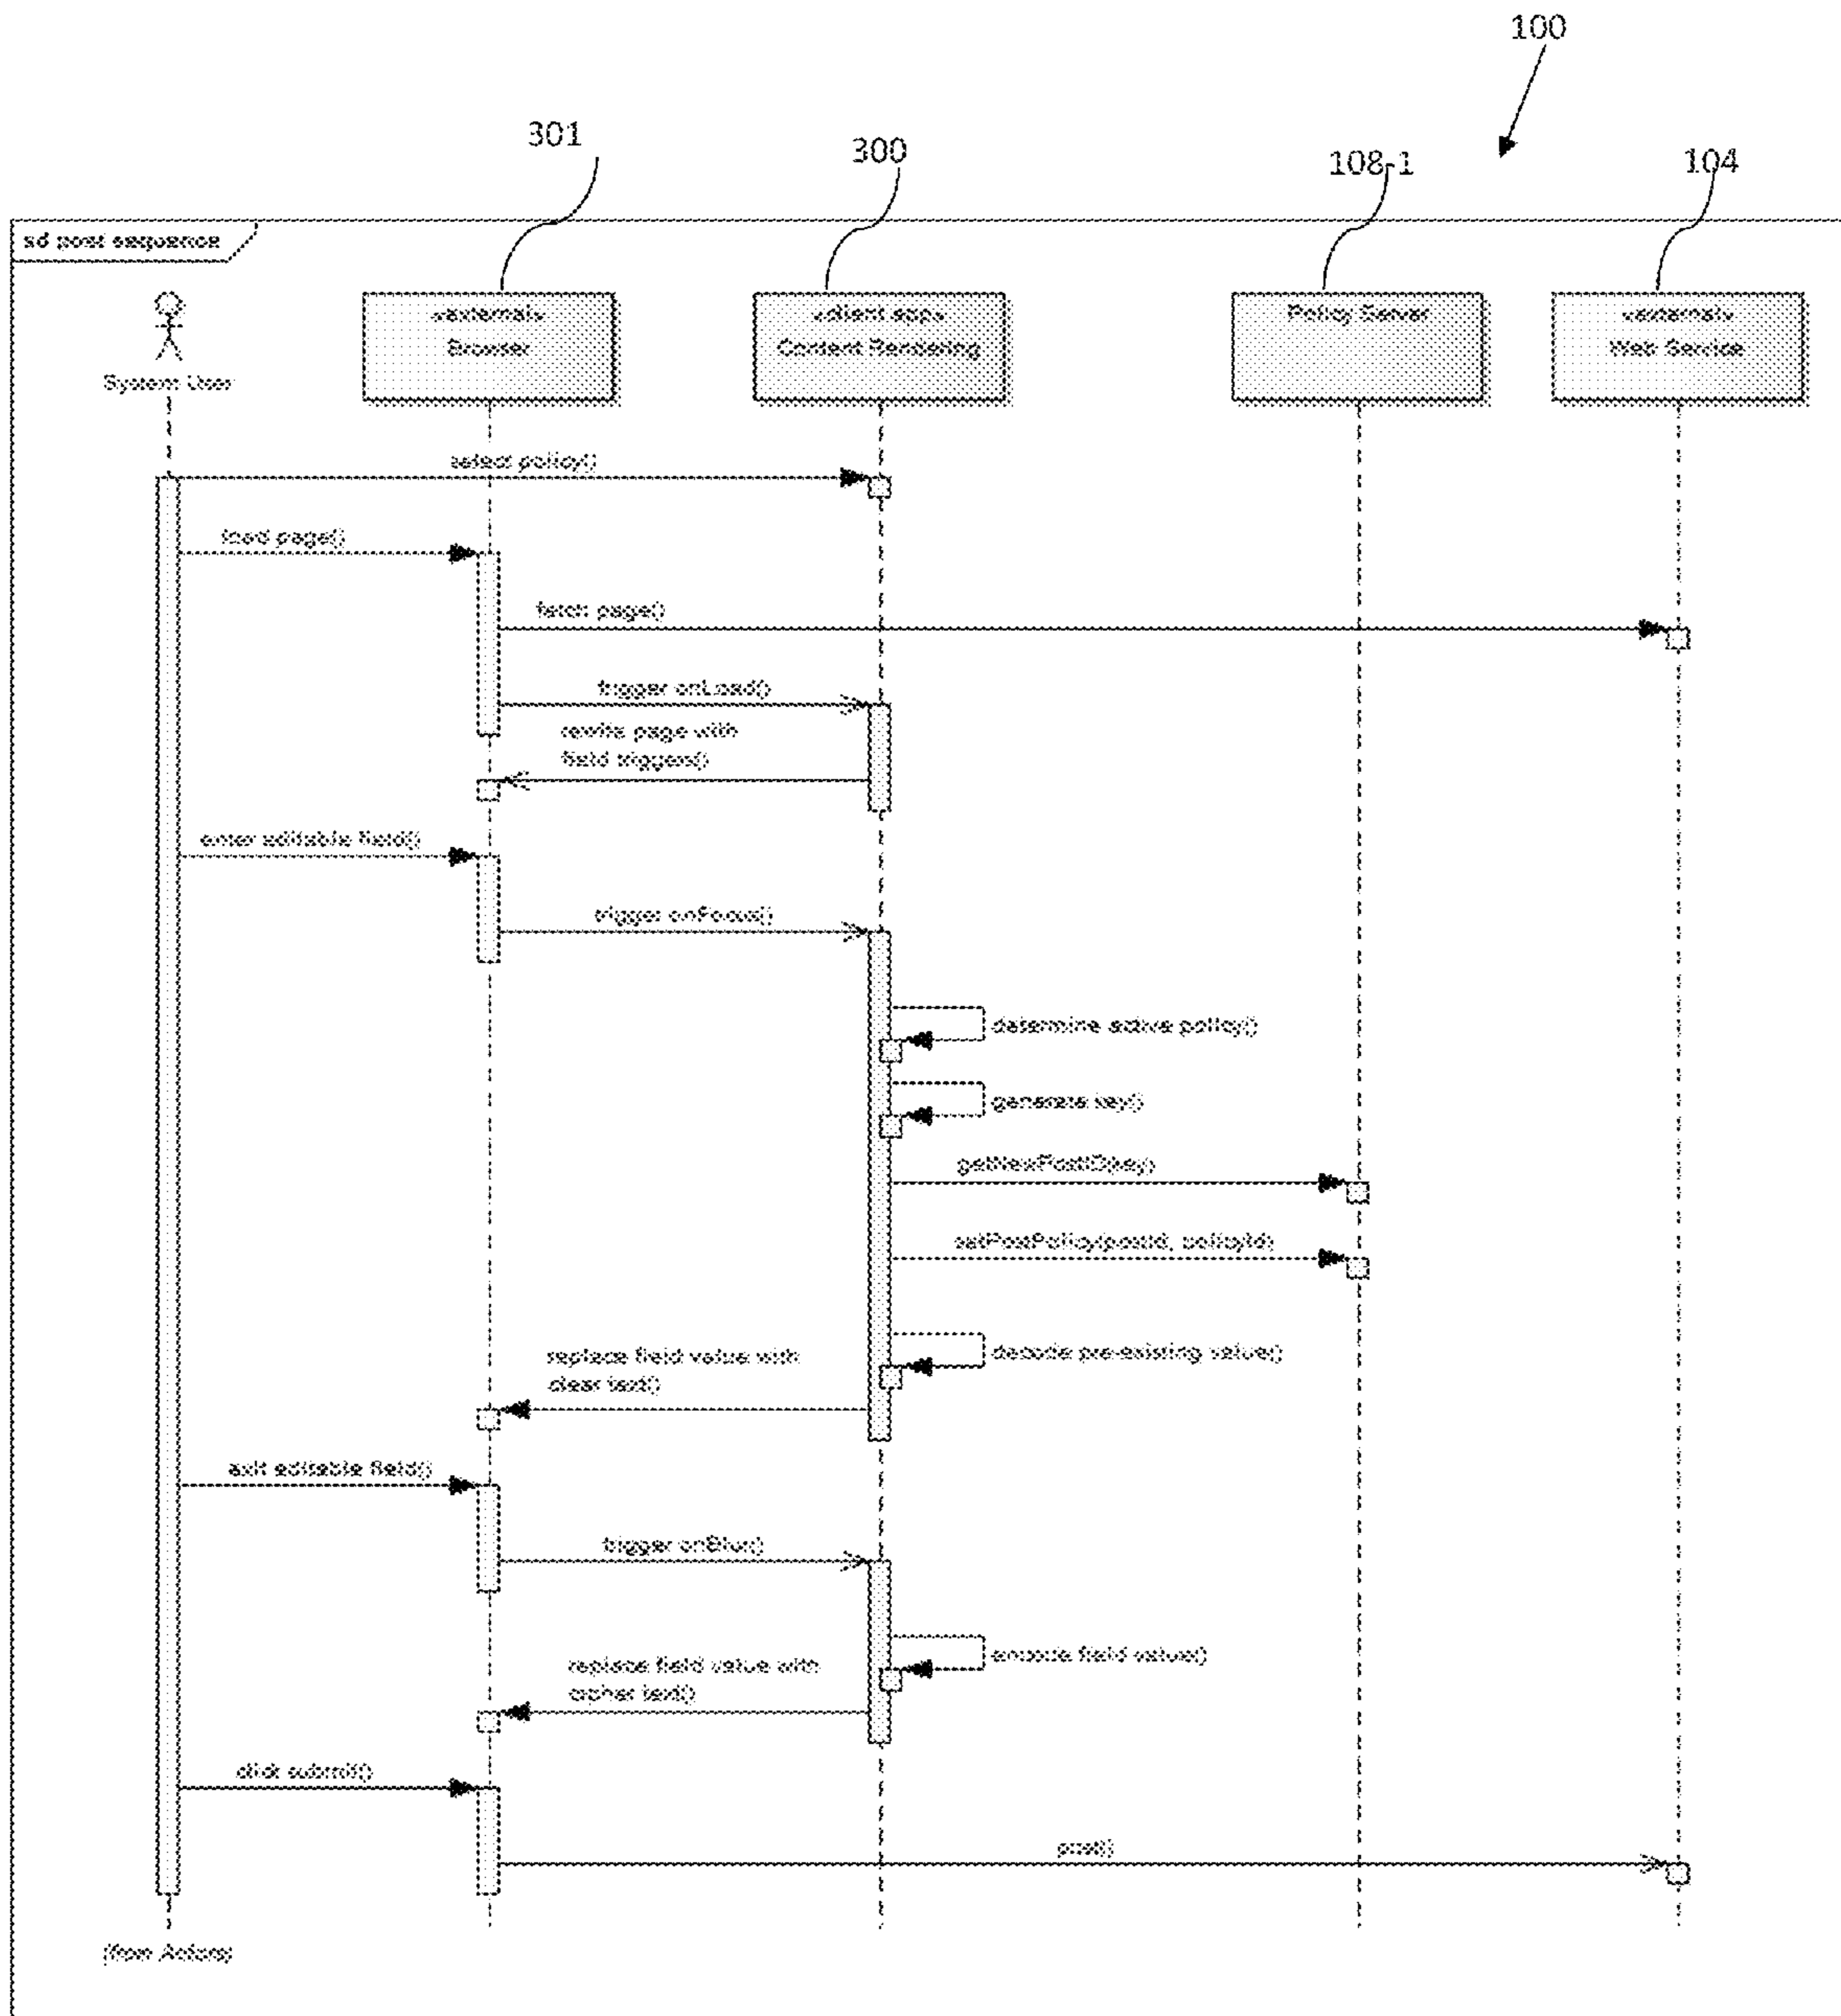 100
301
300
108-1
104
sd post sequence
System User
«external»
Browser
«client app»
Content Rendering
Policy Server
«external»
Web Service
select policy()
load page()
fetch page()
trigger onLoad()
rewrite page with
field triggers()
enter editable field()
trigger onFocus()
determine active policy()
generate key()
getNewPostID(key)
setPostPolicy(postId, policyId)
decode pre-existing value()
replace field value with
clear text()
exit editable field()
trigger onBlur()
encode field value()
replace field value with
cipher text()
click submit()
post()
(from Actors)